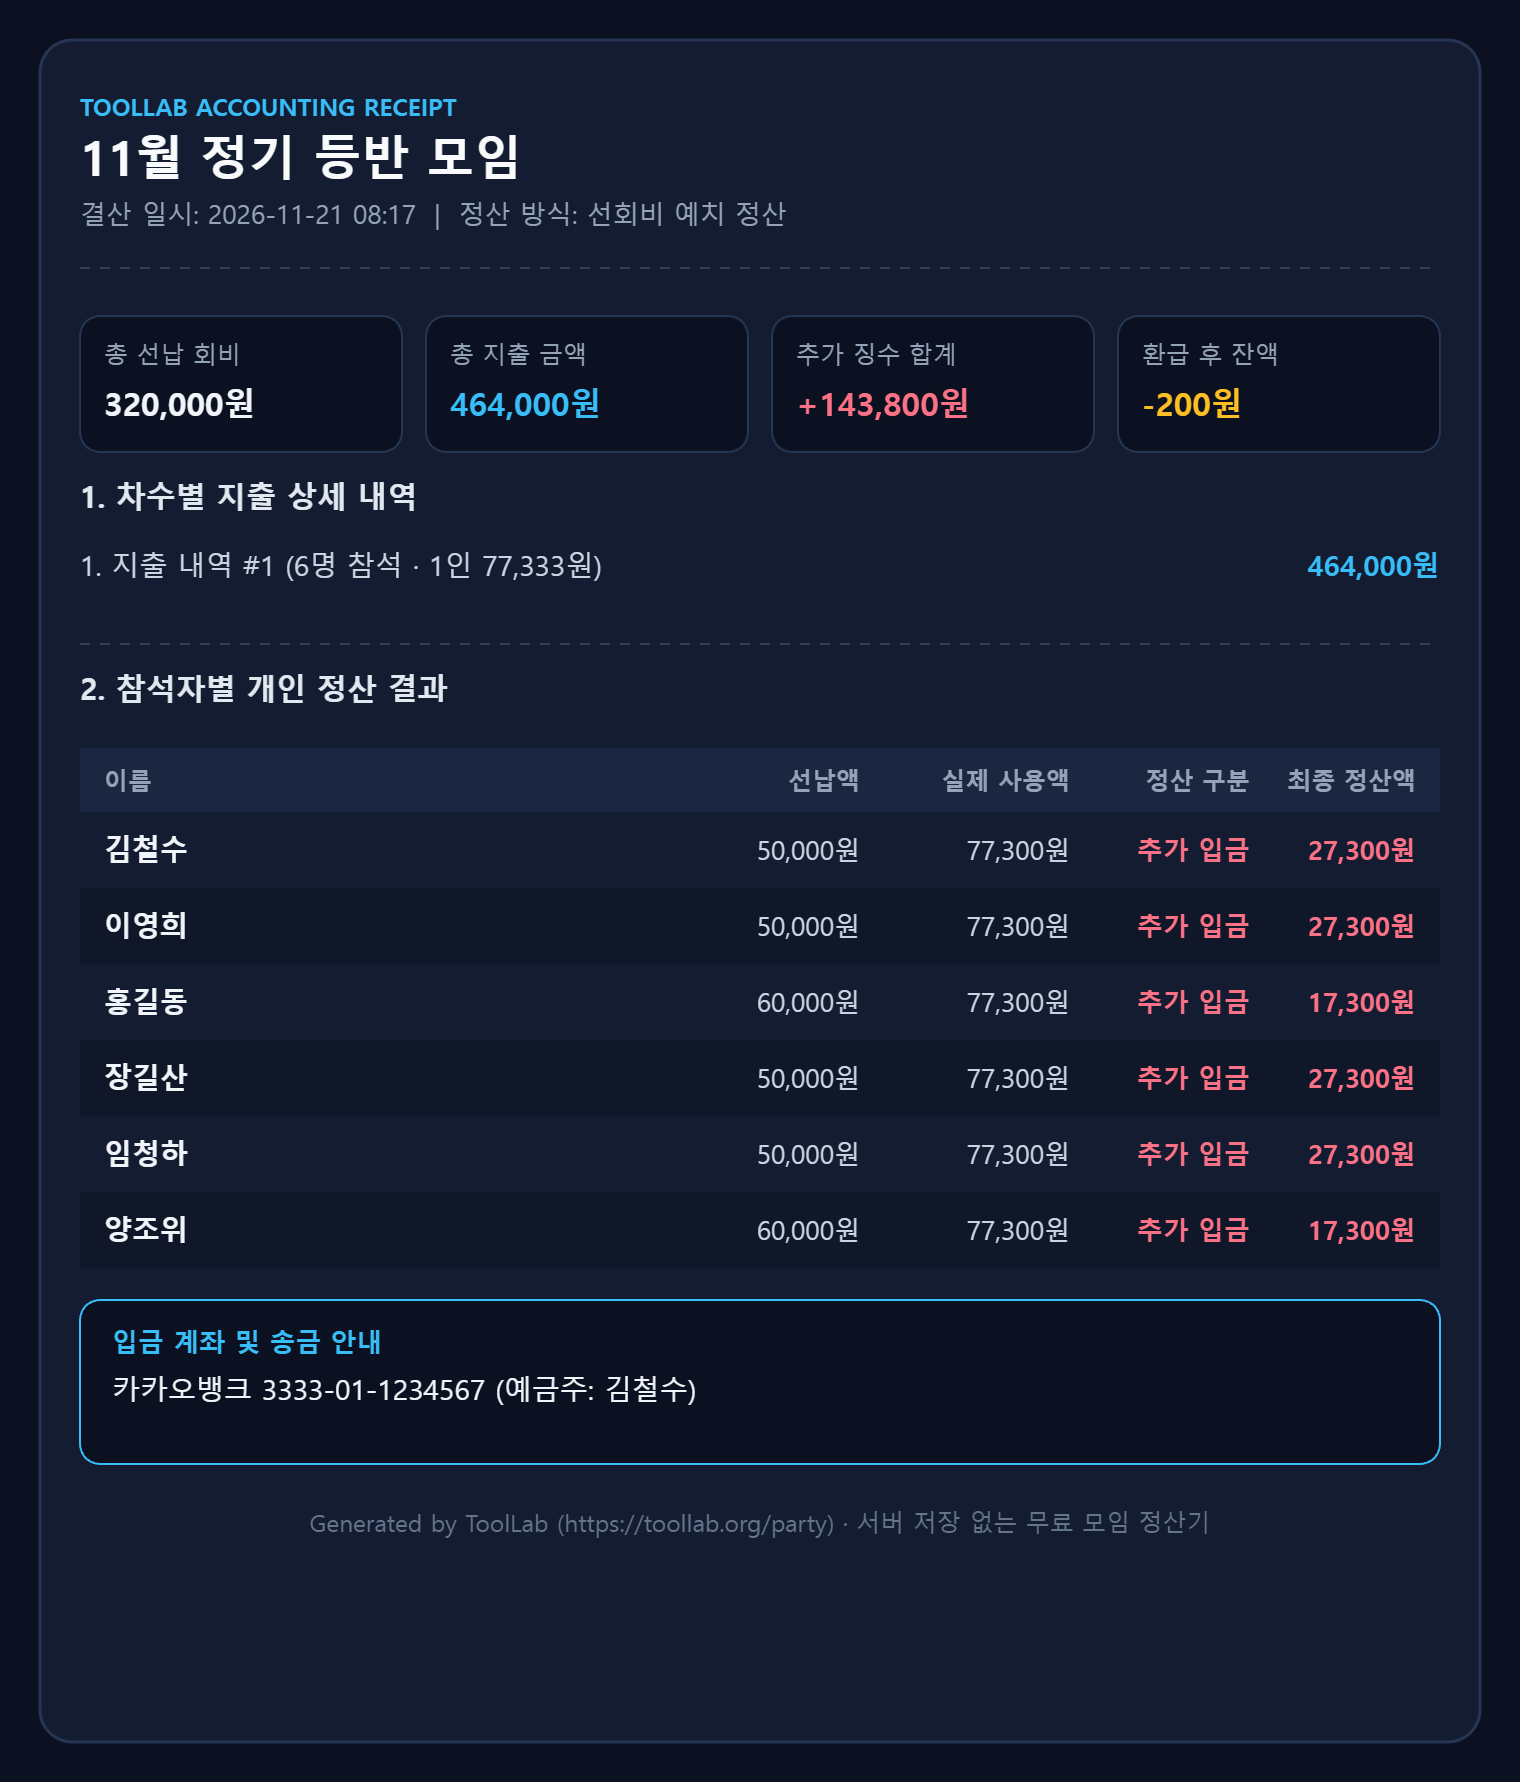 TOOLLAB ACCOUNTING RECEIPT
11월 정기 등반 모임
결산 일시: 2026-11-21 08:17 | 정산 방식: 선회비 예치 정산
총 선납 회비
320,000원
총 지출 금액
464,000원
추가 징수 합계
+143,800원
환급 후 잔액
-200원
1. 차수별 지출 상세 내역
1. 지출 내역 #1 (6명 참석 · 1인 77,333원) 464,000원
2. 참석자별 개인 정산 결과
이름 선납액 실제 사용액 정산 구분 최종 정산액
김철수 50,000원 77,300원 추가 입금 27,300원
이영희 50,000원 77,300원 추가 입금 27,300원
홍길동 60,000원 77,300원 추가 입금 17,300원
장길산 50,000원 77,300원 추가 입금 27,300원
임청하 50,000원 77,300원 추가 입금 27,300원
양조위 60,000원 77,300원 추가 입금 17,300원
입금 계좌 및 송금 안내
카카오뱅크 3333-01-1234567 (예금주: 김철수)
Generated by ToolLab (https://toollab.org/party) · 서버 저장 없는 무료 모임 정산기